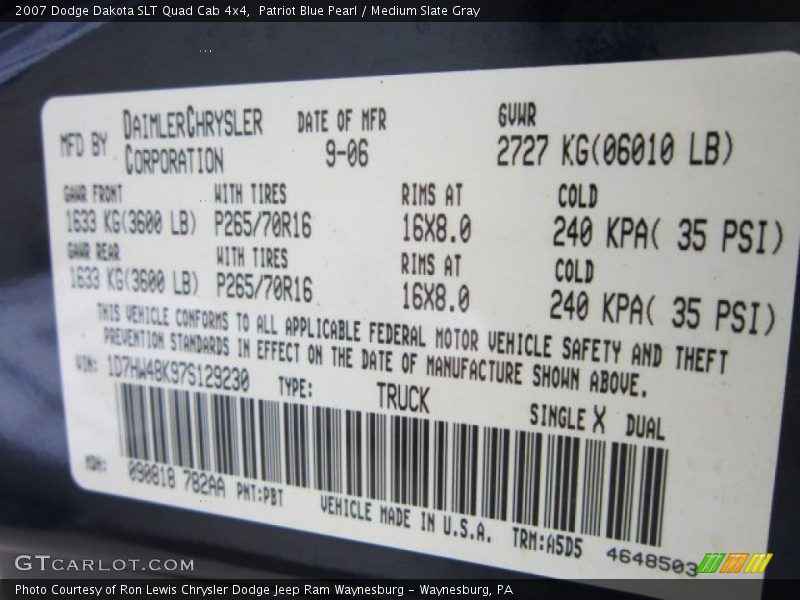 2007 Dodge Dakota SLT Quad Cab 4x4,  Patriot Blue Pearl / Medium Slate Gray
MFD BY DAIMLERCHRYSLER CORPORATION DATE OF MFR 9-06 GVWR 2727 KG(06010 LB)
GAWR FRONT WITH TIRES RIMS AT COLD
1633 KG(3600 LB) P265/70R16 16X8.0 240 KPA( 35 PSI)
GAWR REAR WITH TIRES RIMS AT COLD
1633 KG(3600 LB) P265/70R16 16X8.0 240 KPA( 35 PSI)
THIS VEHICLE CONFORMS TO ALL APPLICABLE FEDERAL MOTOR VEHICLE SAFETY AND THEFT
PREVENTION STANDARDS IN EFFECT ON THE DATE OF MANUFACTURE SHOWN ABOVE.
VIN: 1D7HW48K97S129230 TYPE: TRUCK SINGLE X DUAL
MDH: 090818 782AA PNT:PBT VEHICLE MADE IN U.S.A. TRM:A5D5 4648503
GTCARLOT.COM
Photo Courtesy of Ron Lewis Chrysler Dodge Jeep Ram Waynesburg – Waynesburg, PA